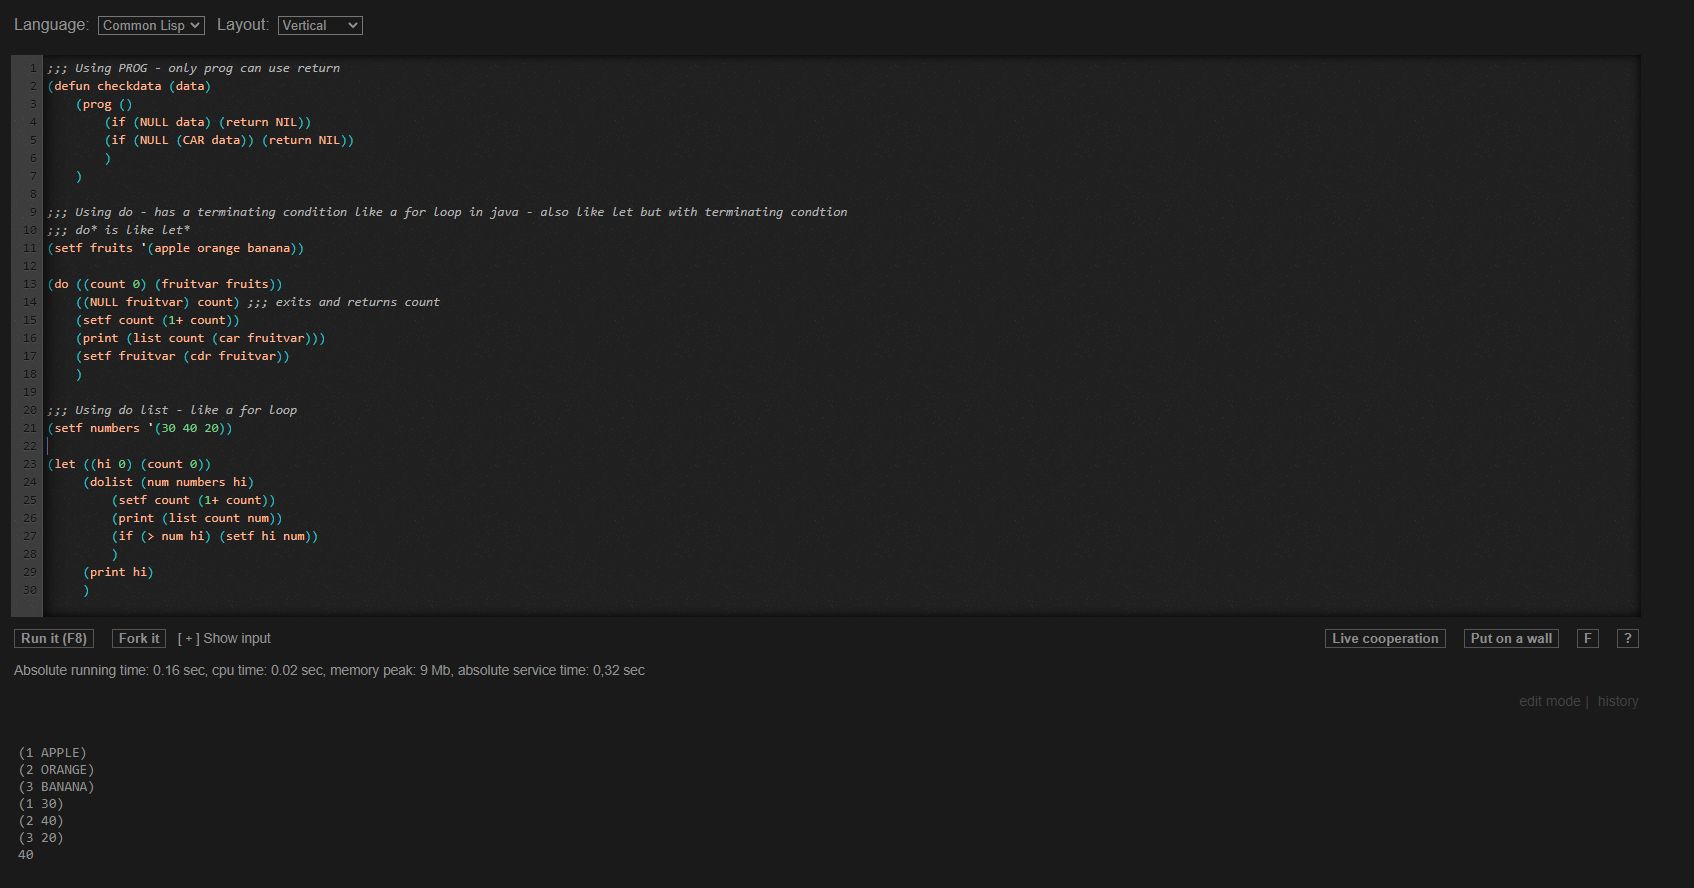 Language: Common Lisp Layout: Vertical
1 ;;; Using PROG - only prog can use return
2 (defun checkdata (data)
3     (prog ()
4         (if (NULL data) (return NIL))
5         (if (NULL (CAR data)) (return NIL))
6         )
7     )
8
9 ;;; Using do - has a terminating condition like a for loop in java - also like let but with terminating condtion
10 ;;; do* is like let*
11 (setf fruits '(apple orange banana))
12
13 (do ((count 0) (fruitvar fruits))
14     ((NULL fruitvar) count) ;;; exits and returns count
15     (setf count (1+ count))
16     (print (list count (car fruitvar)))
17     (setf fruitvar (cdr fruitvar))
18     )
19
20 ;;; Using do list - like a for loop
21 (setf numbers '(30 40 20))
22
23 (let ((hi 0) (count 0))
24      (dolist (num numbers hi)
25          (setf count (1+ count))
26          (print (list count num))
27          (if (> num hi) (setf hi num))
28          )
29      (print hi)
30      )
Run it (F8) Fork it [ + ] Show input Live cooperation Put on a wall F ?
Absolute running time: 0.16 sec, cpu time: 0.02 sec, memory peak: 9 Mb, absolute service time: 0,32 sec
edit mode | history
(1 APPLE)
(2 ORANGE)
(3 BANANA)
(1 30)
(2 40)
(3 20)
40